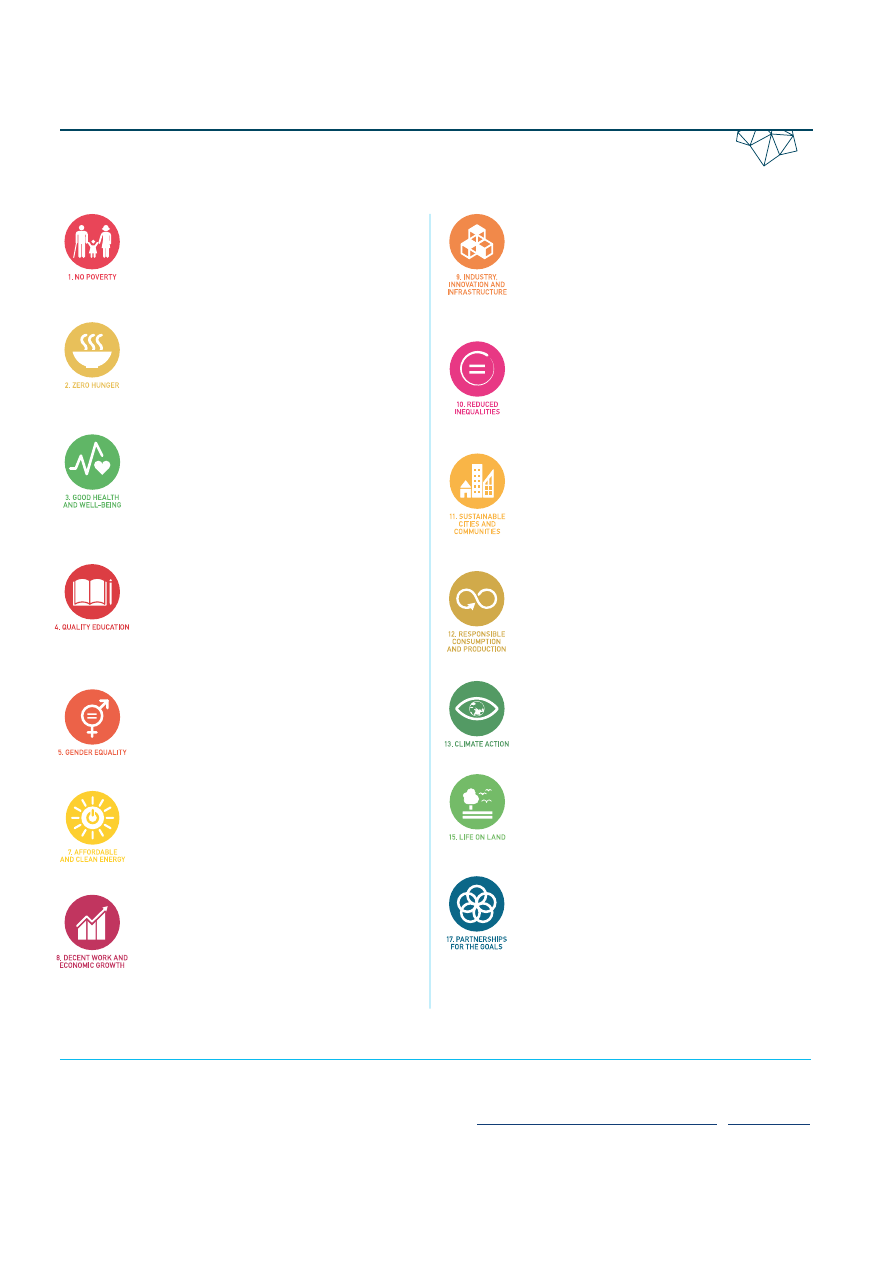 1. NO POVERTY
2. ZERO HUNGER
3. GOOD HEALTH
AND WELL-BEING
4. QUALITY EDUCATION
5. GENDER EQUALITY
7. AFFORDABLE
AND CLEAN ENERGY
8. DECENT WORK AND
ECONOMIC GROWTH
9. INDUSTRY,
INNOVATION AND
INFRASTRUCTURE
10. REDUCED
INEQUALITIES
11. SUSTAINABLE
CITIES AND
COMMUNITIES
12. RESPONSIBLE
CONSUMPTION
AND PRODUCTION
13. CLIMATE ACTION
15. LIFE ON LAND
17. PARTNERSHIPS
FOR THE GOALS